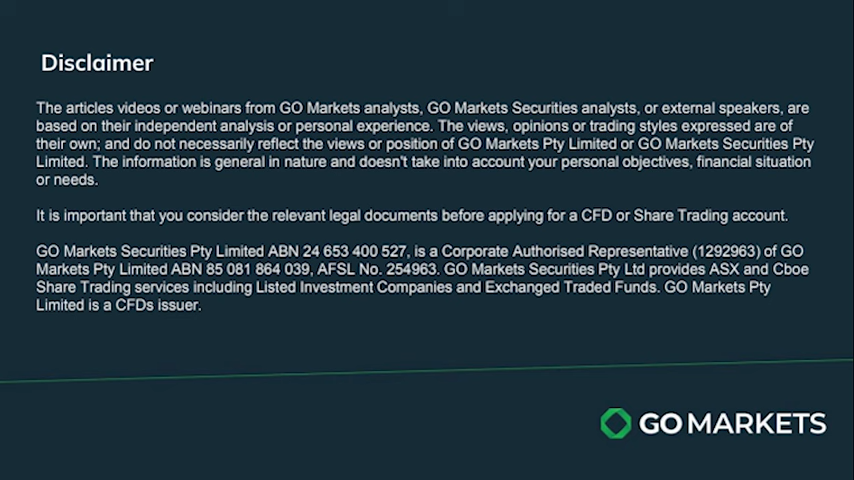 Disclaimer
The articles videos or webinars from GO Markets analysts, GO Markets Securities analysts, or external speakers, are
based on their independent analysis or personal experience. The views, opinions or trading styles expressed are of
their own; and do not necessarily reflect the views or position of GO Markets Pty Limited or GO Markets Securities Pty
Limited. The information is general in nature and doesn't take into account your personal objectives, financial situation
or needs.
It is important that you consider the relevant legal documents before applying for a CFD or Share Trading account.
GO Markets Securities Pty Limited ABN 24 653 400 527, is a Corporate Authorised Representative (1292963) of GO
Markets Pty Limited ABN 85 081 864 039, AFSL No. 254963. GO Markets Securities Pty Ltd provides ASX and Cboe
Share Trading services including Listed Investment Companies and Exchanged Traded Funds. GO Markets Pty
Limited is a CFDs issuer.
GO MARKETS